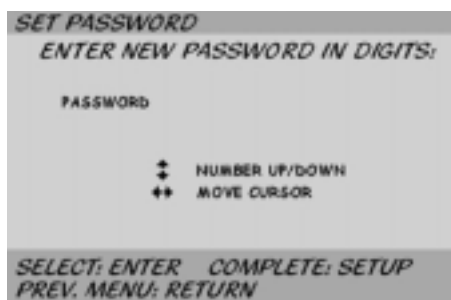 SET PASSWORD
ENTER NEW PASSWORD IN DIGITS:
PASSWORD
NUMBER UP/DOWN
MOVE CURSOR
SELECT: ENTER COMPLETE: SETUP
PREV. MENU: RETURN